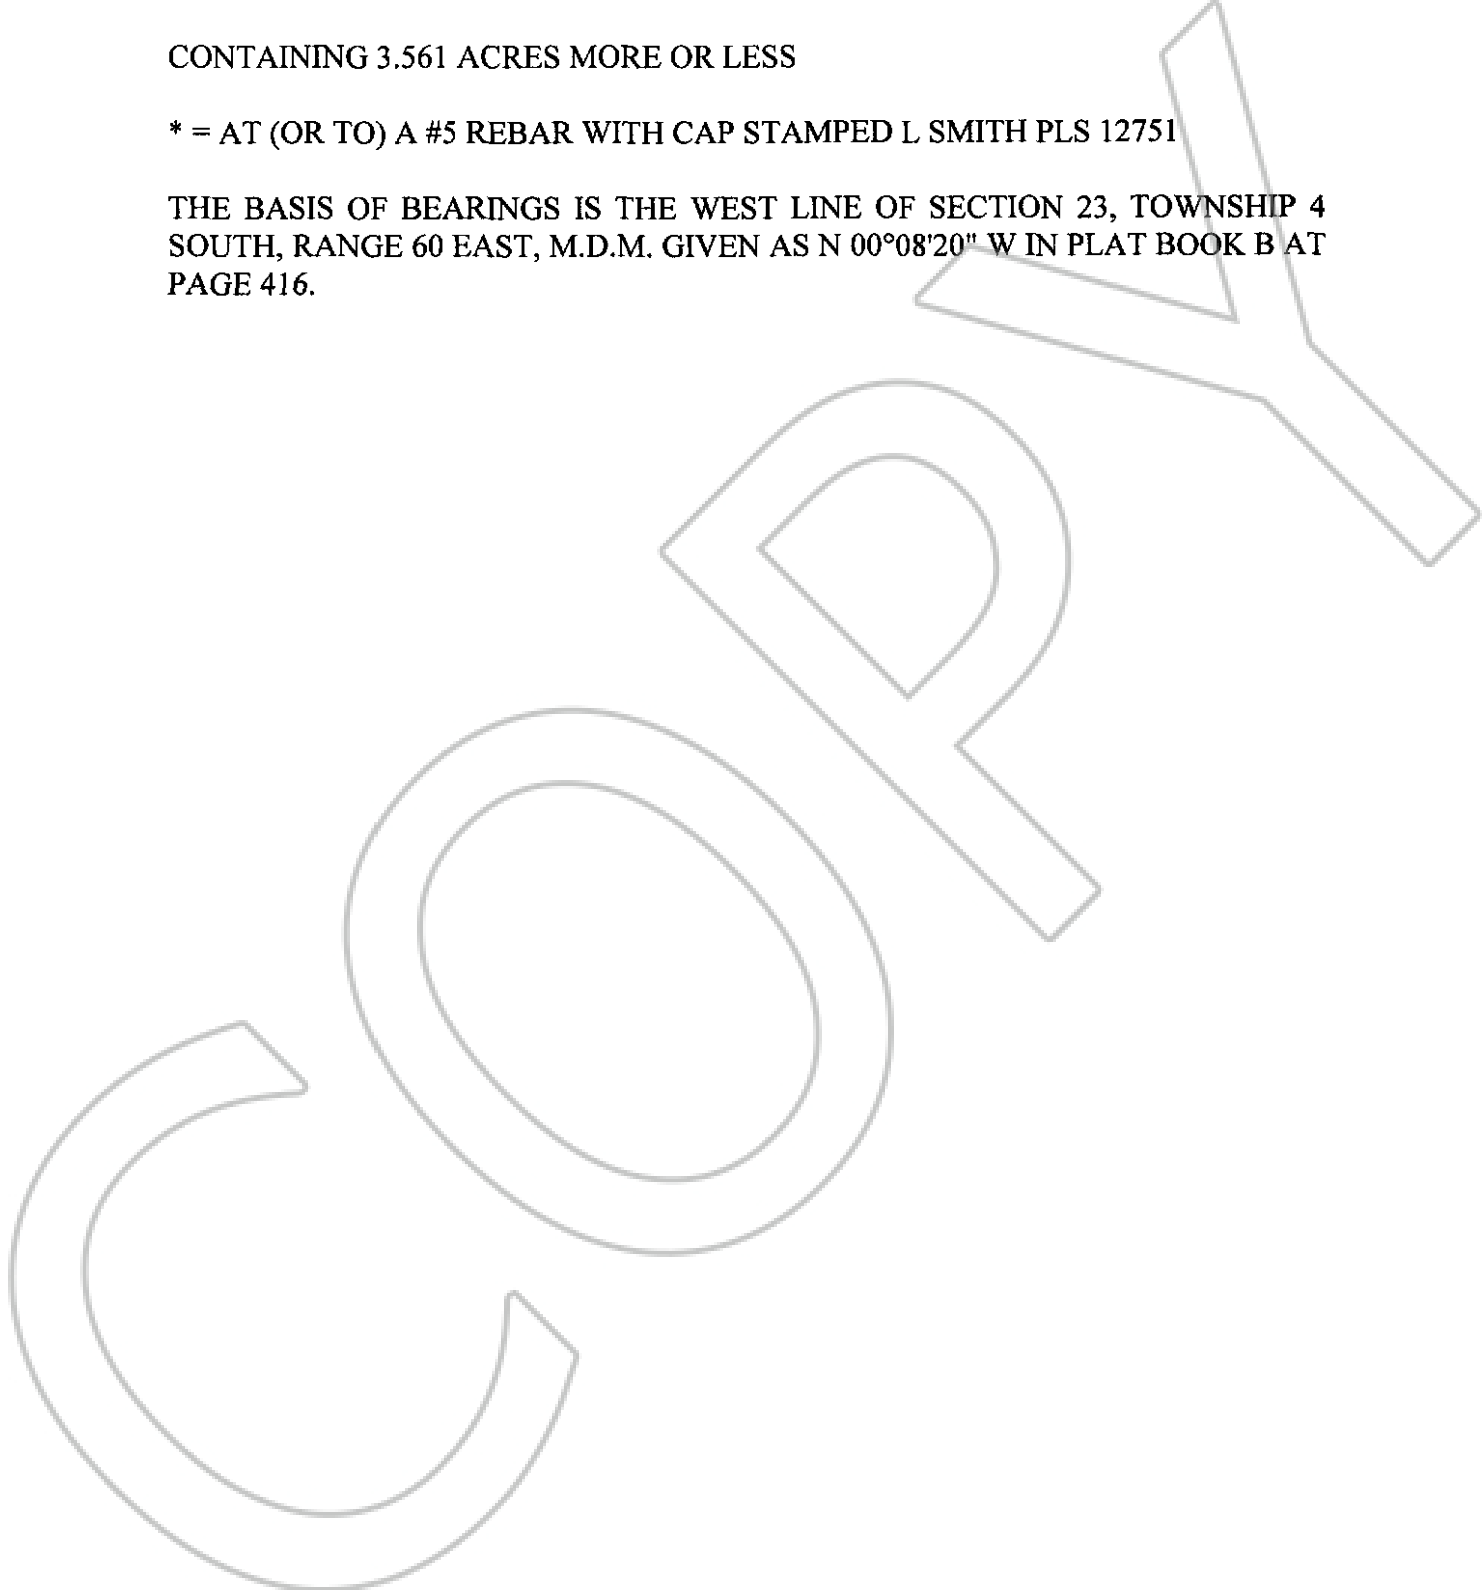 CONTAINING 3.561 ACRES MORE OR LESS
* = AT (OR TO) A #5 REBAR WITH CAP STAMPED L SMITH PLS 12751
THE BASIS OF BEARINGS IS THE WEST LINE OF SECTION 23, TOWNSHIP 4
SOUTH, RANGE 60 EAST, M.D.M. GIVEN AS N 00°08'20" W IN PLAT BOOK B AT
PAGE 416.
COPY